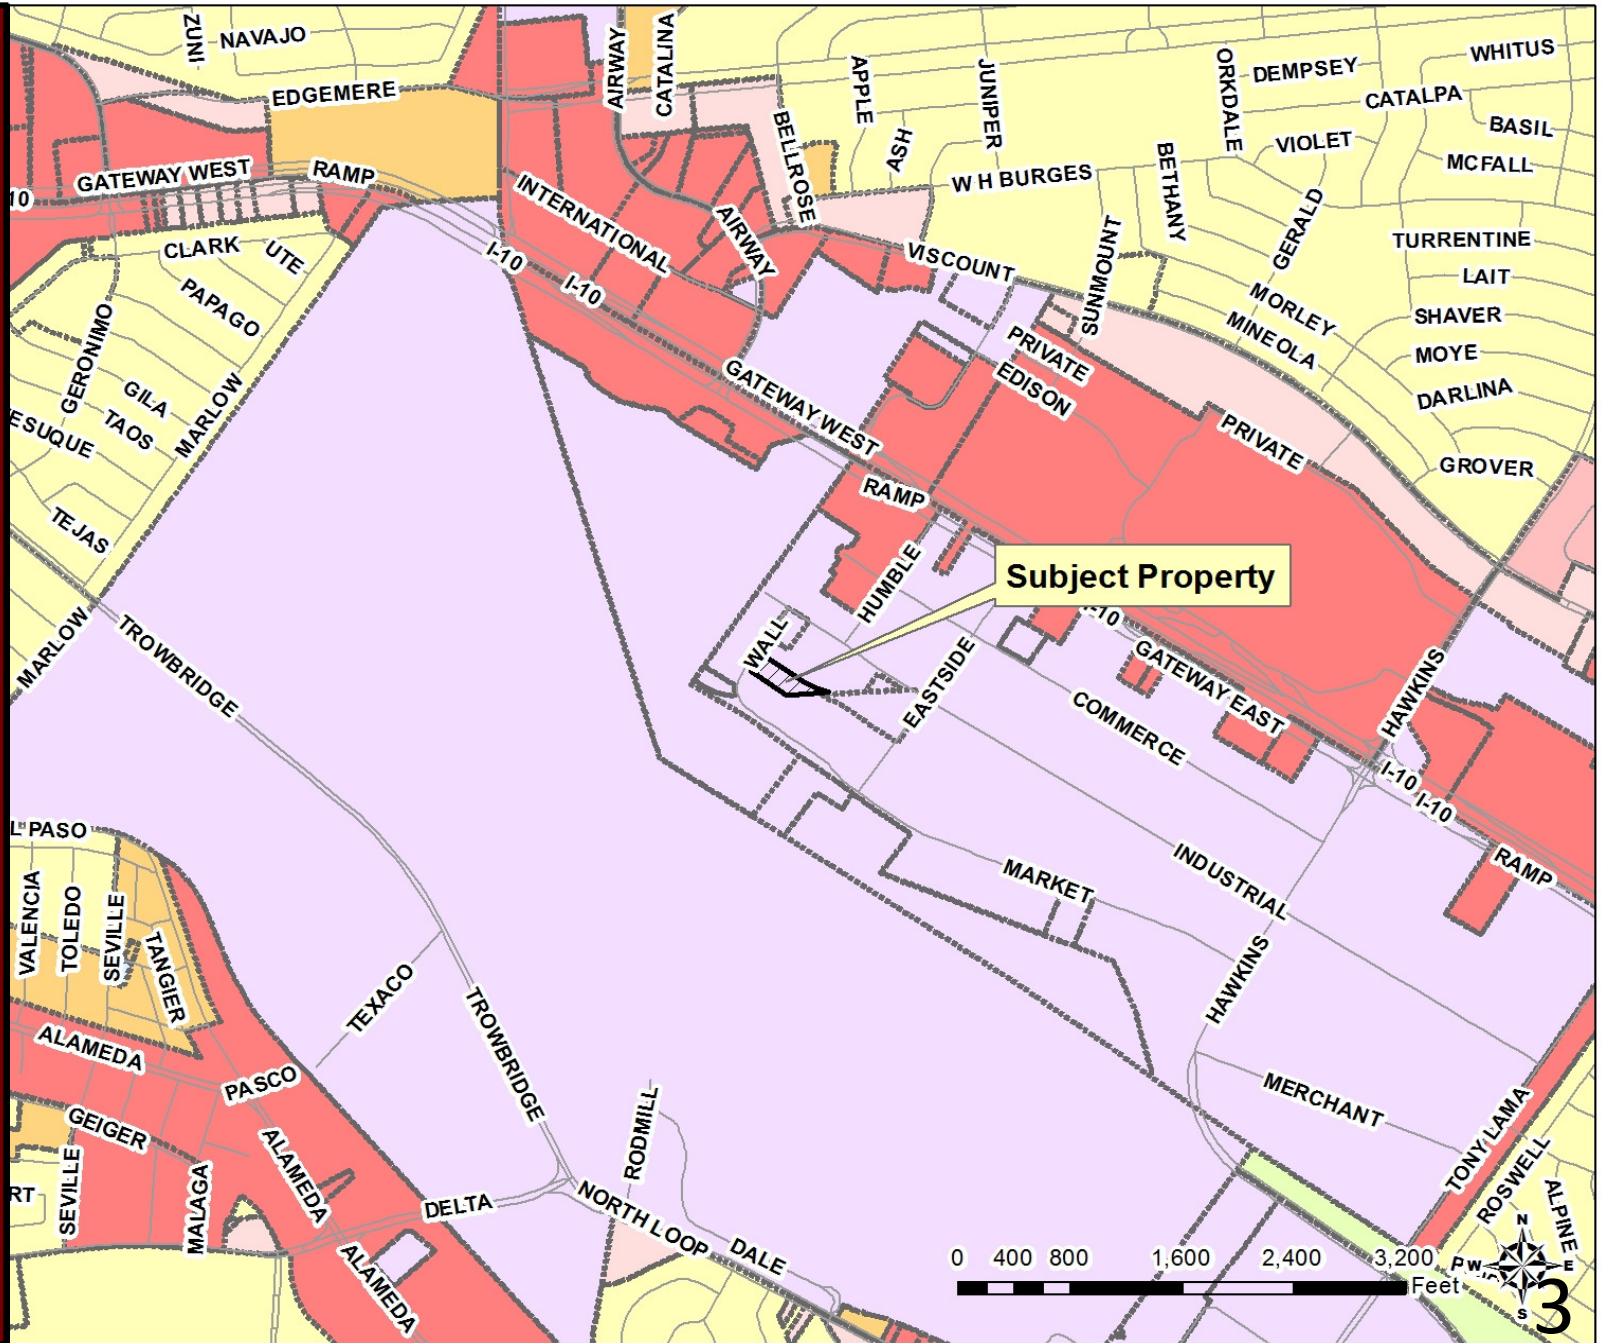 ZUNI
NAVAJO
AIRWAY
CATALINA
WHITUS
APPLE
JUNIPER
ORKDALE
DEMPSEY
EDGEMERE
CATALPA
BELLROSE
ASH
VIOLET
BASIL
MCFALL
GATEWAY WEST
RAMP
10
W H BURGES
BETHANY
INTERNATIONAL
AIRWAY
GERALD
CLARK
UTE
I-10
VISCOUNT
SUNMOUNT
TURRENTINE
LAIT
PAPAGO
I-10
MORLEY
SHAVER
GERONIMO
MINEOLA
PRIVATE
MOYE
GILA
EDISON
DARLINA
TAOS
MARLOW
GATEWAY WEST
ESUQUE
PRIVATE
GROVER
RAMP
TEJAS
HUMBLE
Subject Property
I-10
MARLOW
TROWBRIDGE
WALL
EASTSIDE
GATEWAY EAST
HAWKINS
COMMERCE
I-10
I-10
L PASO
RAMP
VALENCIA
TOLEDO
SEVILLE
TANGIER
MARKET
INDUSTRIAL
HAWKINS
TEXACO
TROWBRIDGE
ALAMEDA
PASCO
MERCHANT
GEIGER
ALAMEDA
RODMILL
TONY LAMA
ROSWELL
ALPINE
RT
SEVILLE
MALAGA
DELTA
NORTH LOOP
DALE
ALAMEDA
0 400 800 1,600 2,400 3,200
Feet
N
W E
S
3